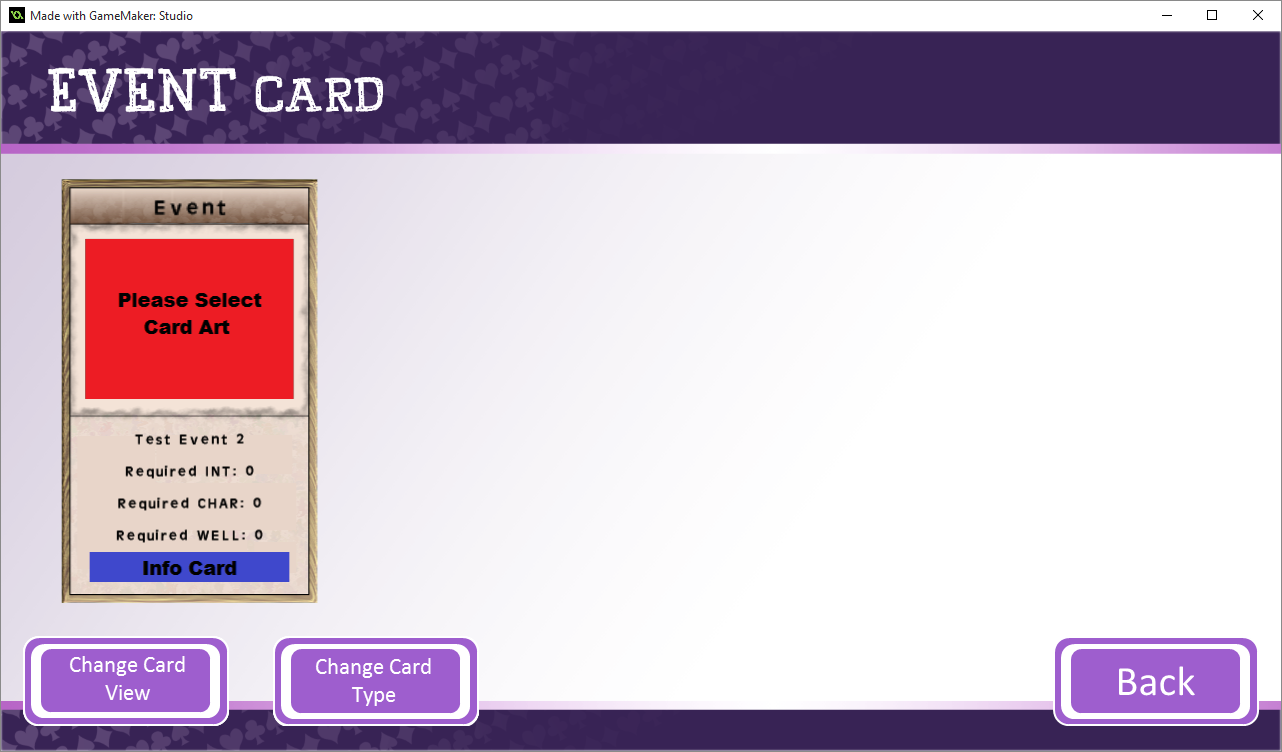 Made with GameMaker: Studio
EVENT CARD
Event
Please Select
Card Art
Test Event 2
Required INT: 0
Required CHAR: 0
Required WELL: 0
Info Card
Change Card
View
Change Card
Type
Back